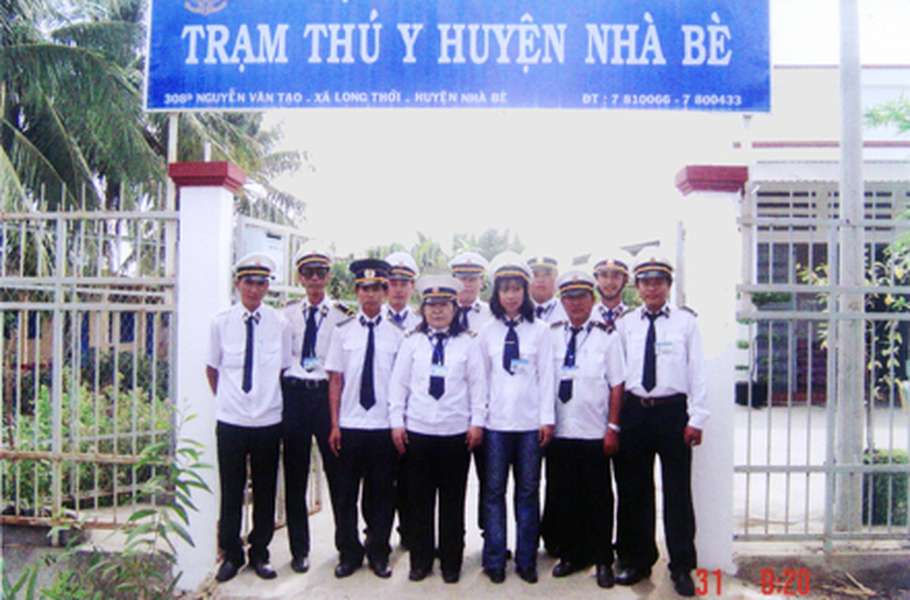 TRẠM THÚ Y HUYỆN NHÀ BÈ
308ᴮ NGUYỄN VĂN TẠO . XÃ LONG THỚI . HUYỆN NHÀ BÈ ĐT : 7 810066 - 7 800433
31 9:20